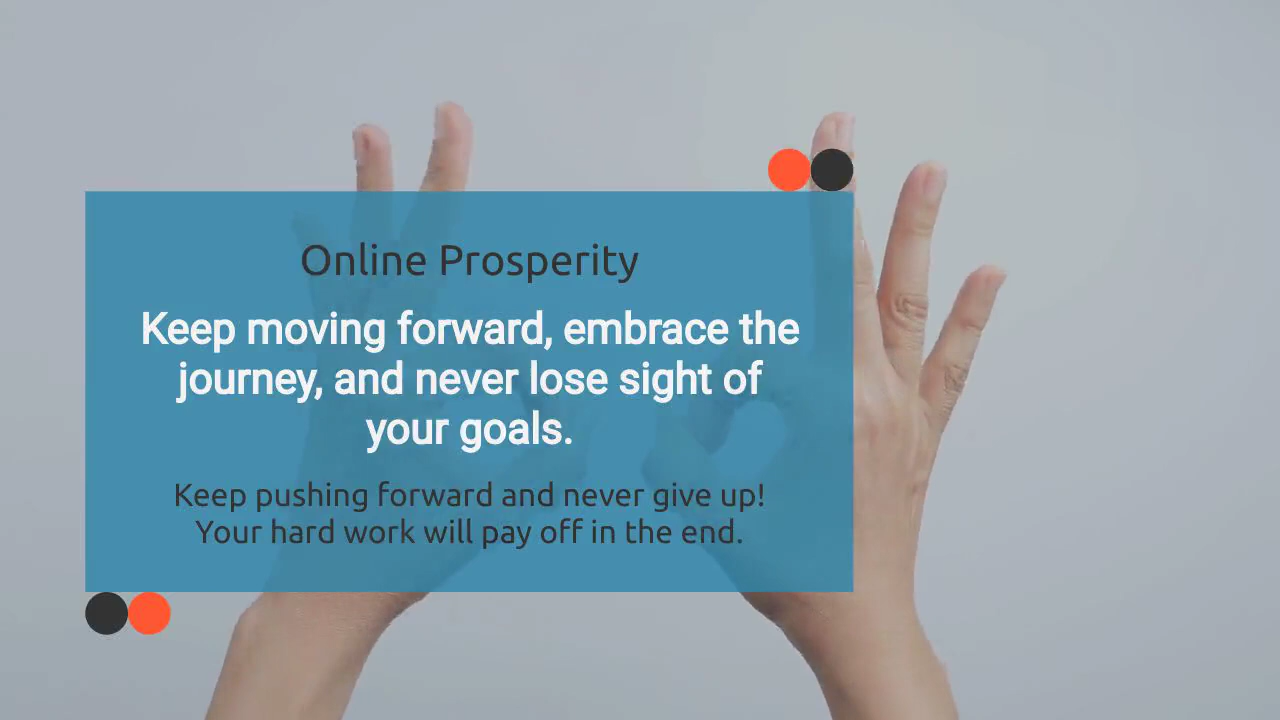 Online Prosperity
Keep moving forward, embrace the
journey, and never lose sight of
your goals.
Keep pushing forward and never give up!
Your hard work will pay off in the end.